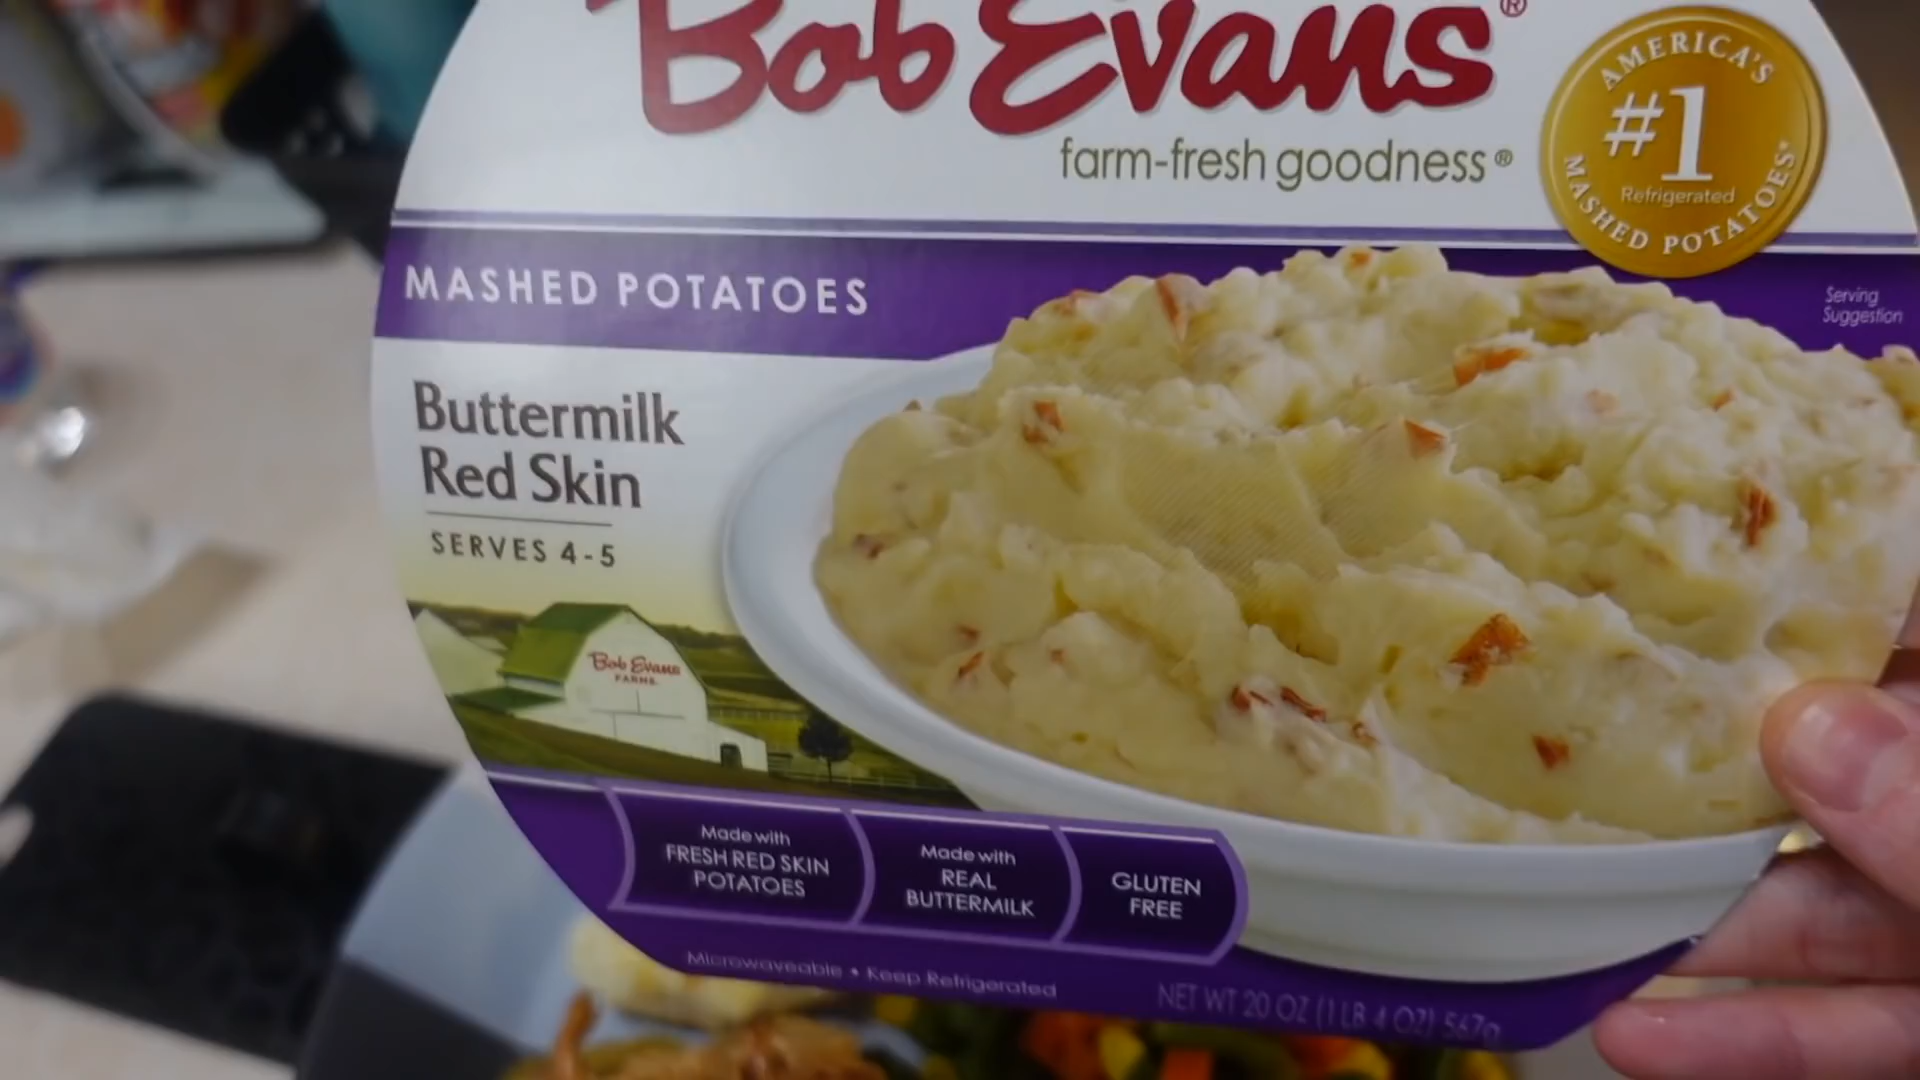 Bob Evans®
farm-fresh goodness®
AMERICA'S
#1
Refrigerated
MASHED POTATOES*
MASHED POTATOES
Serving
Suggestion
Buttermilk
Red Skin
SERVES 4-5
Bob Evans
FARMS
Made with
FRESH RED SKIN
POTATOES
Made with
REAL
BUTTERMILK
GLUTEN
FREE
Microwaveable • Keep Refrigerated
NET WT 20 OZ (1 LB 4 OZ) 567g